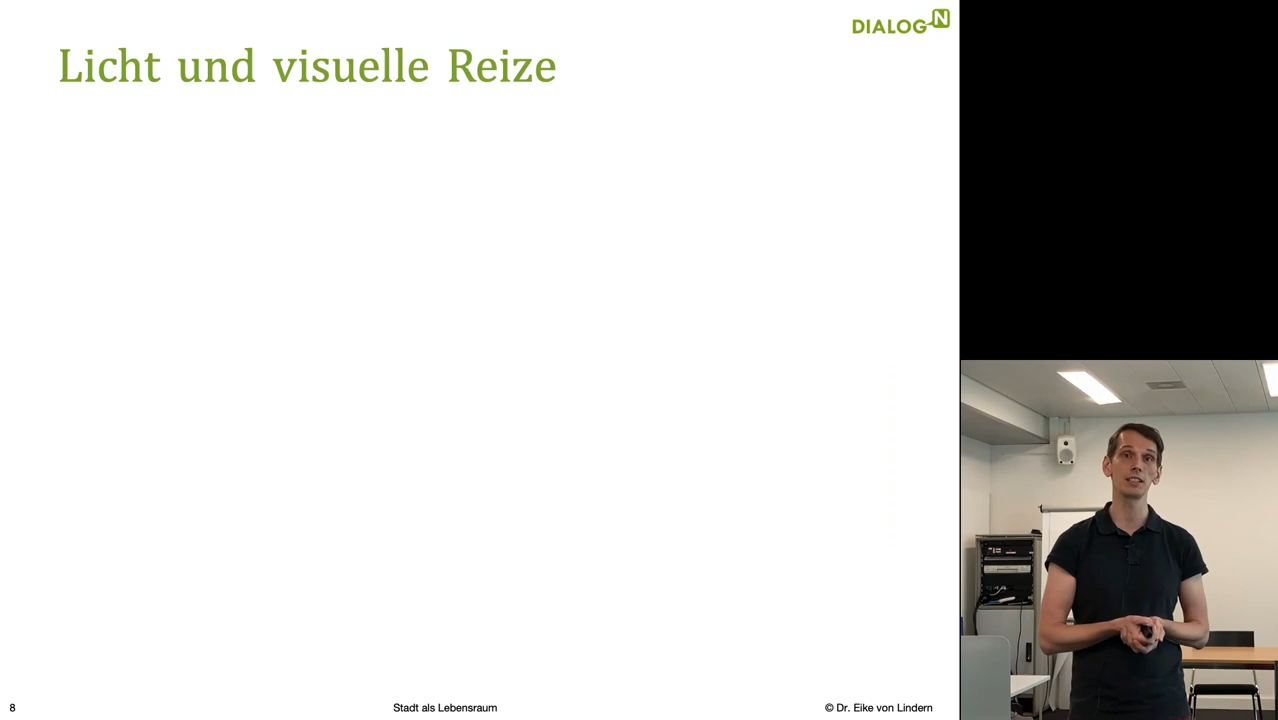 DIALOG N
Licht und visuelle Reize
8
Stadt als Lebensraum
© Dr. Eike von Lindern